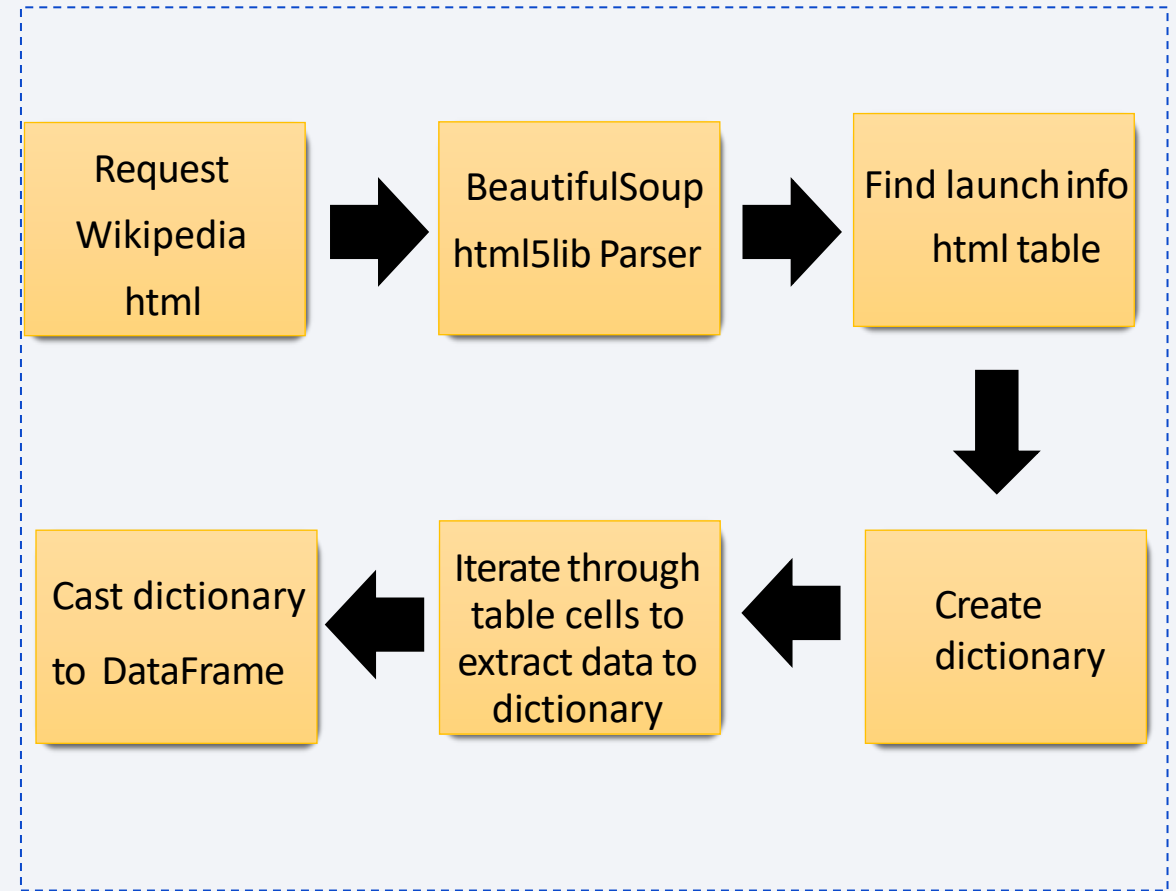 Request
Wikipedia
html
BeautifulSoup
html5lib Parser
Find launch info
html table
Create
dictionary
Iterate through
table cells to
extract data to
dictionary
Cast dictionary
to DataFrame